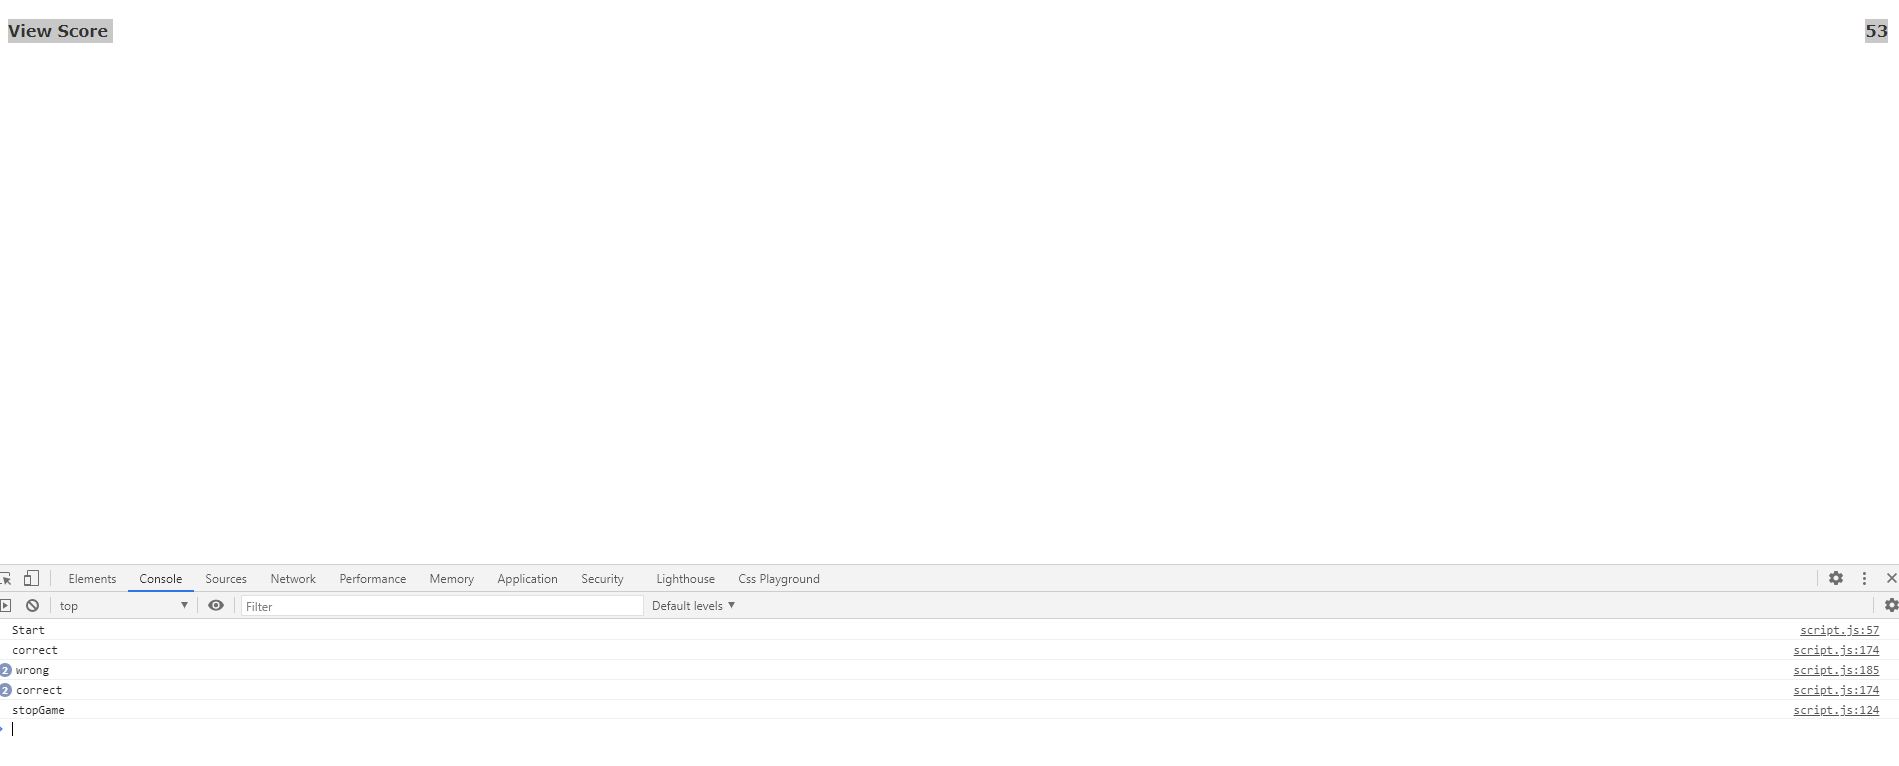 View Score 53
Elements Console Sources Network Performance Memory Application Security Lighthouse Css Playground
top Filter Default levels
Start script.js:57
correct script.js:174
2 wrong script.js:185
2 correct script.js:174
stopGame script.js:124